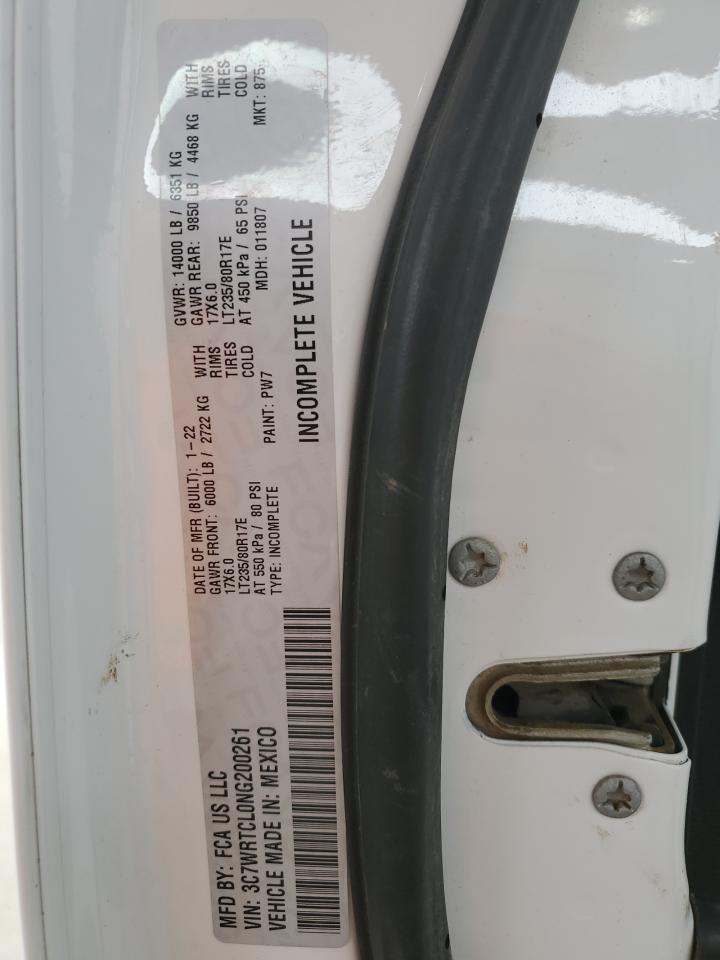 MFD BY: FCA US LLC
DATE OF MFR (BUILT): 1-22
GVWR: 14000 LB / 6351 KG
GAWR FRONT: 6000 LB / 2722 KG WITH
GAWR REAR: 9850 LB / 4468 KG WITH
17X6.0 RIMS
17X6.0 RIMS
LT235/80R17E TIRES
LT235/80R17E TIRES
AT 550 kPa / 80 PSI COLD
AT 450 kPa / 65 PSI COLD
VIN: 3C7WRTCL0NG200261
TYPE: INCOMPLETE
MDH: 011807
MKT: 875
VEHICLE MADE IN: MEXICO
PAINT: PW7
INCOMPLETE VEHICLE